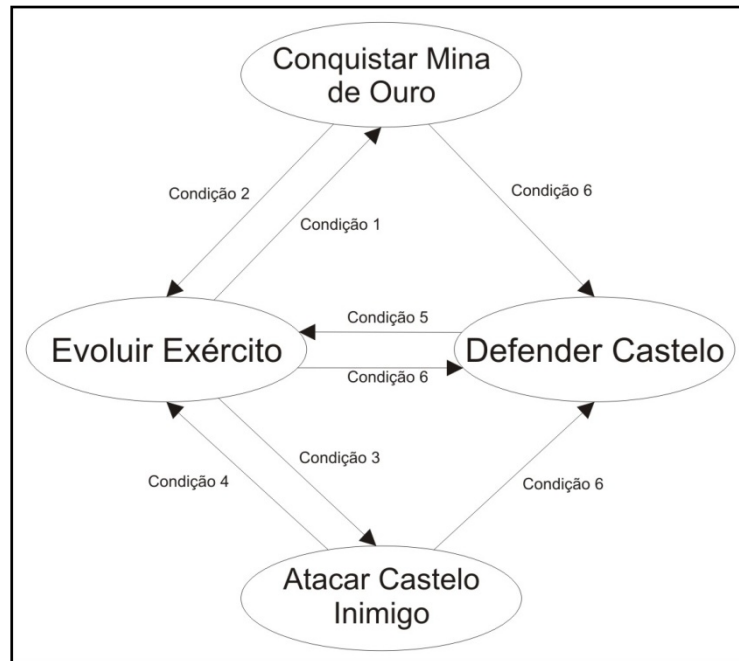 Conquistar Mina
de Ouro
Condição 2
Condição 6
Condição 1
Condição 5
Evoluir Exército
Defender Castelo
Condição 6
Condição 3
Condição 4
Condição 6
Atacar Castelo
Inimigo